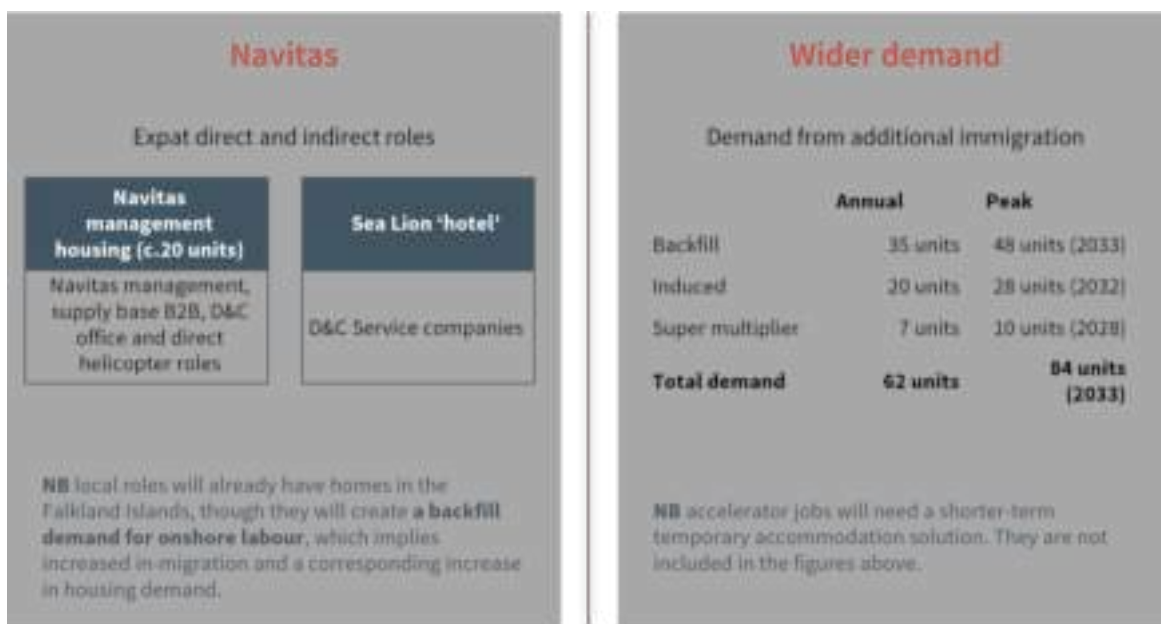 Navitas
Expat direct and indirect roles
Navitas
management
housing (c.20 units)
Sea Lion ‘hotel’
Navitas management,
supply base B2B, D&C
office and direct
helicopter roles
D&C Service companies
NB local roles will already have homes in the
Falkland Islands, though they will create a backfill
demand for onshore labour, which implies
increased in-migration and a corresponding increase
in housing demand.
Wider demand
Demand from additional immigration
Annual Peak
Backfill 35 units 48 units (2033)
Induced 20 units 28 units (2032)
Super multiplier 7 units 10 units (2028)
Total demand 62 units 84 units
(2033)
NB accelerator jobs will need a shorter-term
temporary accommodation solution. They are not
included in the figures above.